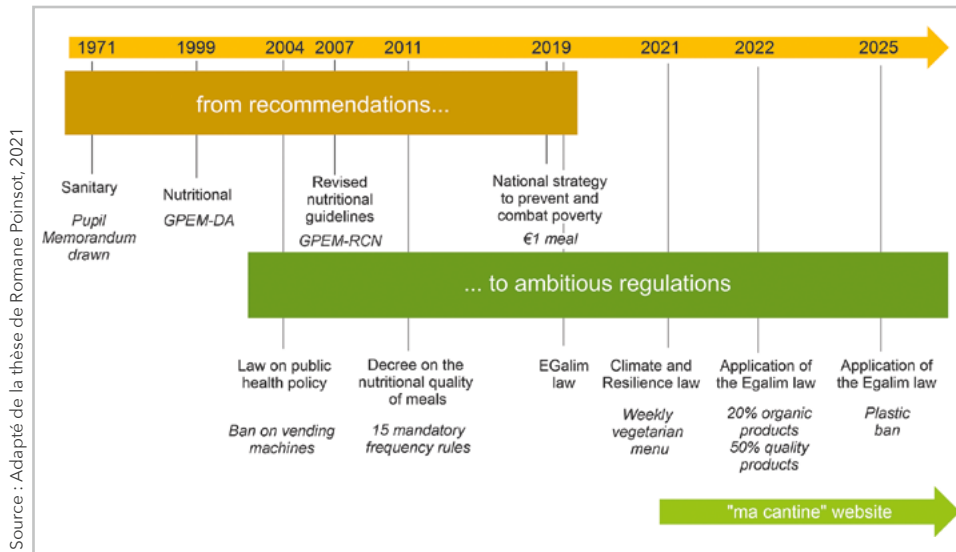 1971 1999 2004 2007 2011 2019 2021 2022 2025
from recommendations...
Sanitary
Pupil
Memorandum
drawn
Nutritional
GPEM-DA
Revised
nutritional
guidelines
GPEM-RCN
National strategy
to prevent and
combat poverty
€1 meal
... to ambitious regulations
Law on public
health policy
Ban on vending
machines
Decree on the
nutritional quality
of meals
15 mandatory
frequency rules
EGalim
law
Climate and
Resilience law
Weekly
vegetarian
menu
Application of
the Egalim law
20% organic
products
50% quality
products
Application of
the Egalim law
Plastic
ban
"ma cantine" website
Source : Adapté de la thèse de Romane Poinsot, 2021